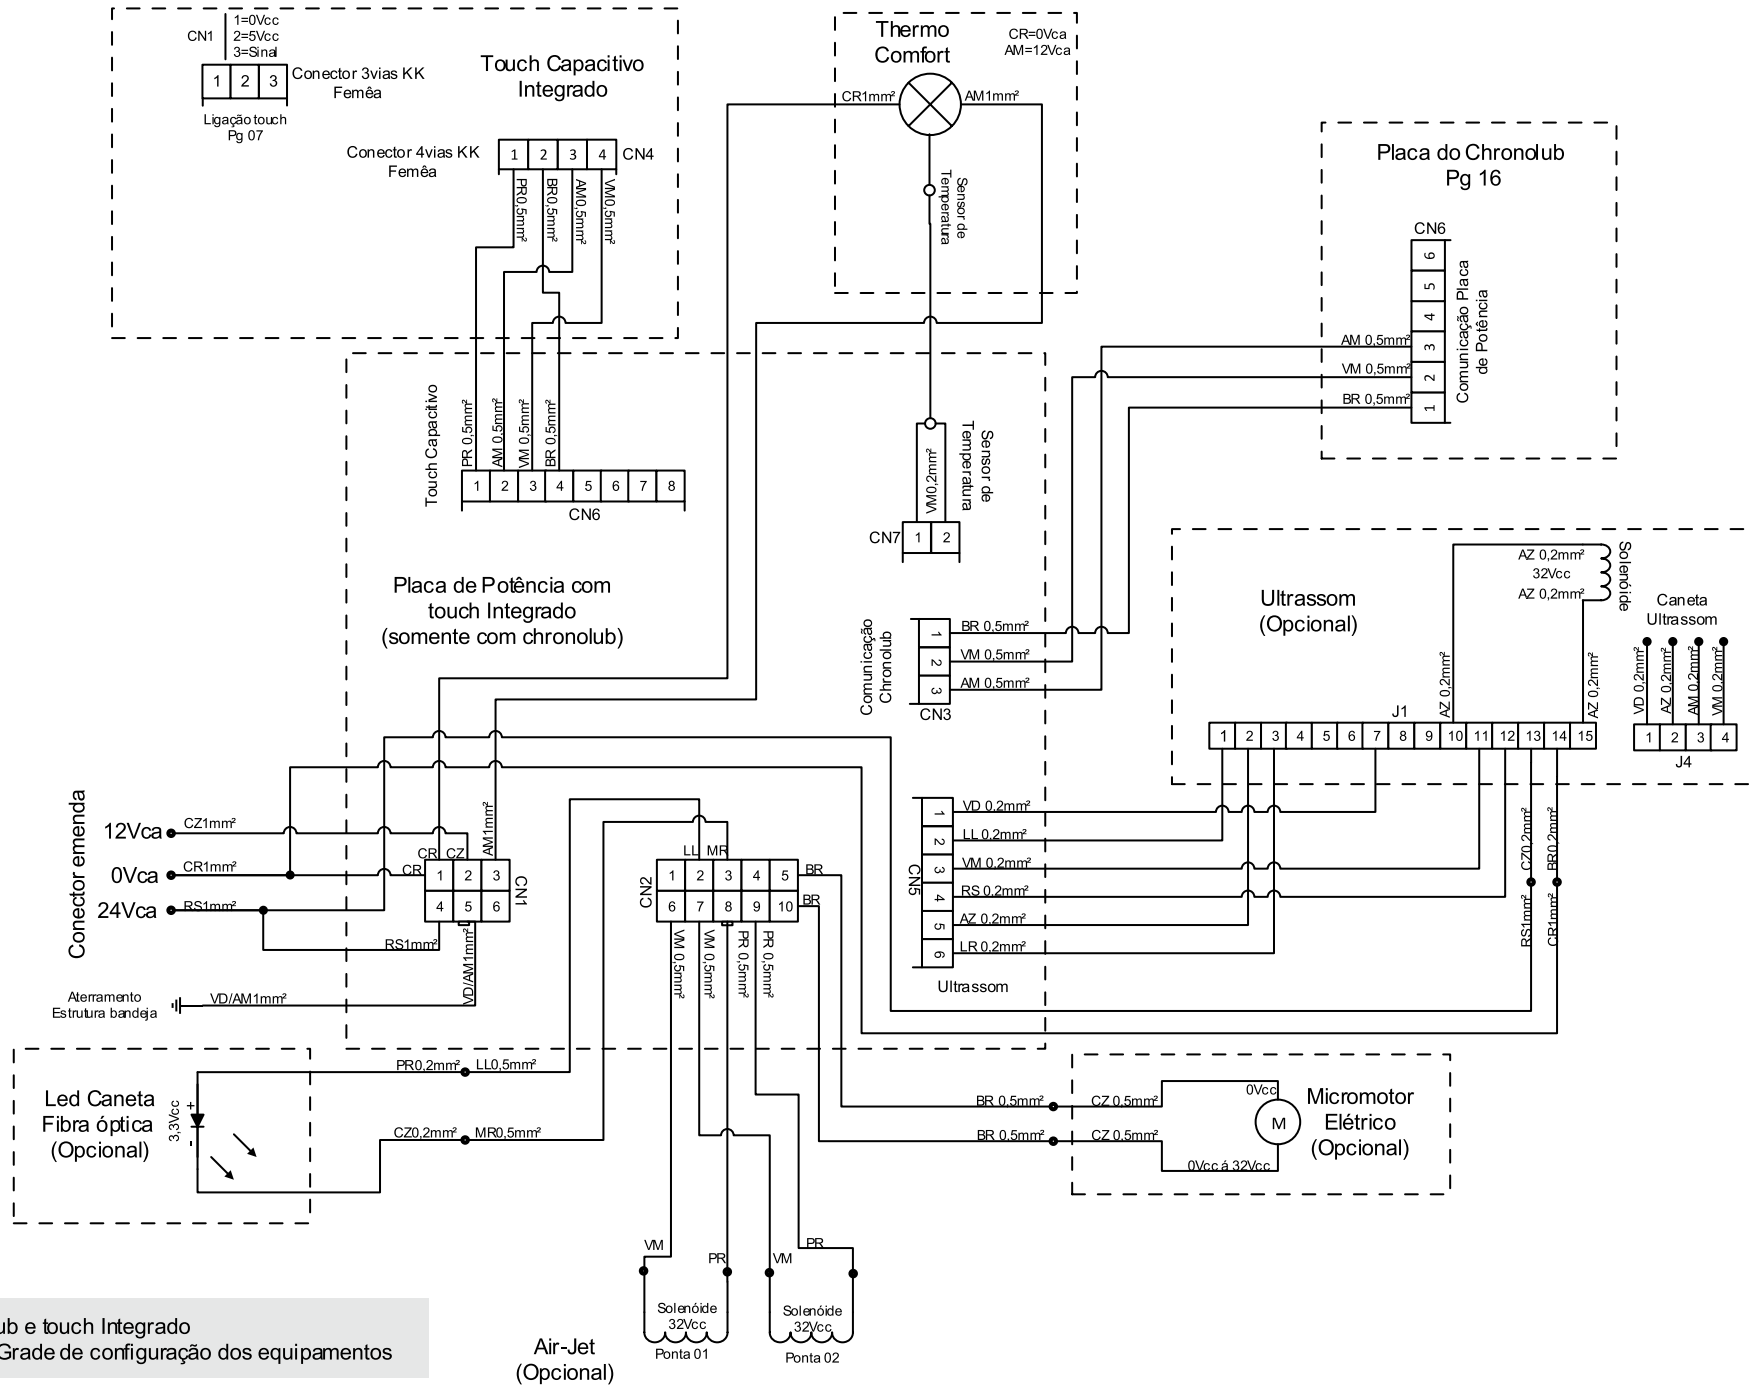 CN1
1=0Vcc
2=5Vcc
3=Sinal
1 2 3
Conector 3vias KK
Femêa
Ligação touch
Pg 07
Touch Capacitivo
Integrado
Conector 4vias KK
Femêa
1 2 3 4
CN4
PR0,5mm²
BR0,5mm²
AM0,5mm²
VM0,5mm²
Thermo
Comfort
CR=0Vca
AM=12Vca
CR1mm²
AM1mm²
Sensor de
Temperatura
Placa do Chronolub
Pg 16
CN6
6
5
4
3
2
1
Comunicação Placa
de Potência
AM 0,5mm²
VM 0,5mm²
BR 0,5mm²
Touch Capacitivo
PR 0,5mm²
AM 0,5mm²
VM 0,5mm²
BR 0,5mm²
1 2 3 4 5 6 7 8
CN6
Sensor de
Temperatura
VM0,2mm²
CN7
1 2
Placa de Potência com
touch Integrado
(somente com chronolub)
Comunicação
Chronolub
1
2
3
CN3
BR 0,5mm²
VM 0,5mm²
AM 0,5mm²
Ultrassom
(Opcional)
AZ 0,2mm²
32Vcc
AZ 0,2mm²
Solenóide
Caneta
Ultrassom
AZ 0,2mm²
AZ 0,2mm²
VD 0,2mm²
AZ 0,2mm²
AM 0,2mm²
VM 0,2mm²
J1
1 2 3 4 5 6 7 8 9 10 11 12 13 14 15
1 2 3 4
J4
Conector emenda
12Vca
CZ1mm²
0Vca
CR1mm²
24Vca
RS1mm²
CR
CZ
AM1mm²
CR
1 2 3
4 5 6
CN1
RS1mm²
VD/AM1mm²
Aterramento
Estrutura bandeja
VD/AM1mm²
LL
MR
CN2
1 2 3 4 5
6 7 8 9 10
BR
BR
VM 0,5mm²
VM 0,5mm²
PR 0,5mm²
PR 0,5mm²
CN5
1
2
3
4
5
6
VD 0,2mm²
LL 0,2mm²
VM 0,2mm²
RS 0,2mm²
AZ 0,2mm²
LR 0,2mm²
Ultrassom
CZ0,2mm²
BR0,2mm²
RS1mm²
CR1mm²
Led Caneta
Fibra óptica
(Opcional)
3,3Vcc
+
-
PR0,2mm²
LL0,5mm²
CZ0,2mm²
MR0,5mm²
BR 0,5mm²
CZ 0,5mm²
BR 0,5mm²
CZ 0,5mm²
0Vcc
M
0Vcc á 32Vcc
Micromotor
Elétrico
(Opcional)
VM
PR
VM
PR
Solenóide
32Vcc
Ponta 01
Solenóide
32Vcc
Ponta 02
Air-Jet
(Opcional)
ub e touch Integrado
Grade de configuração dos equipamentos